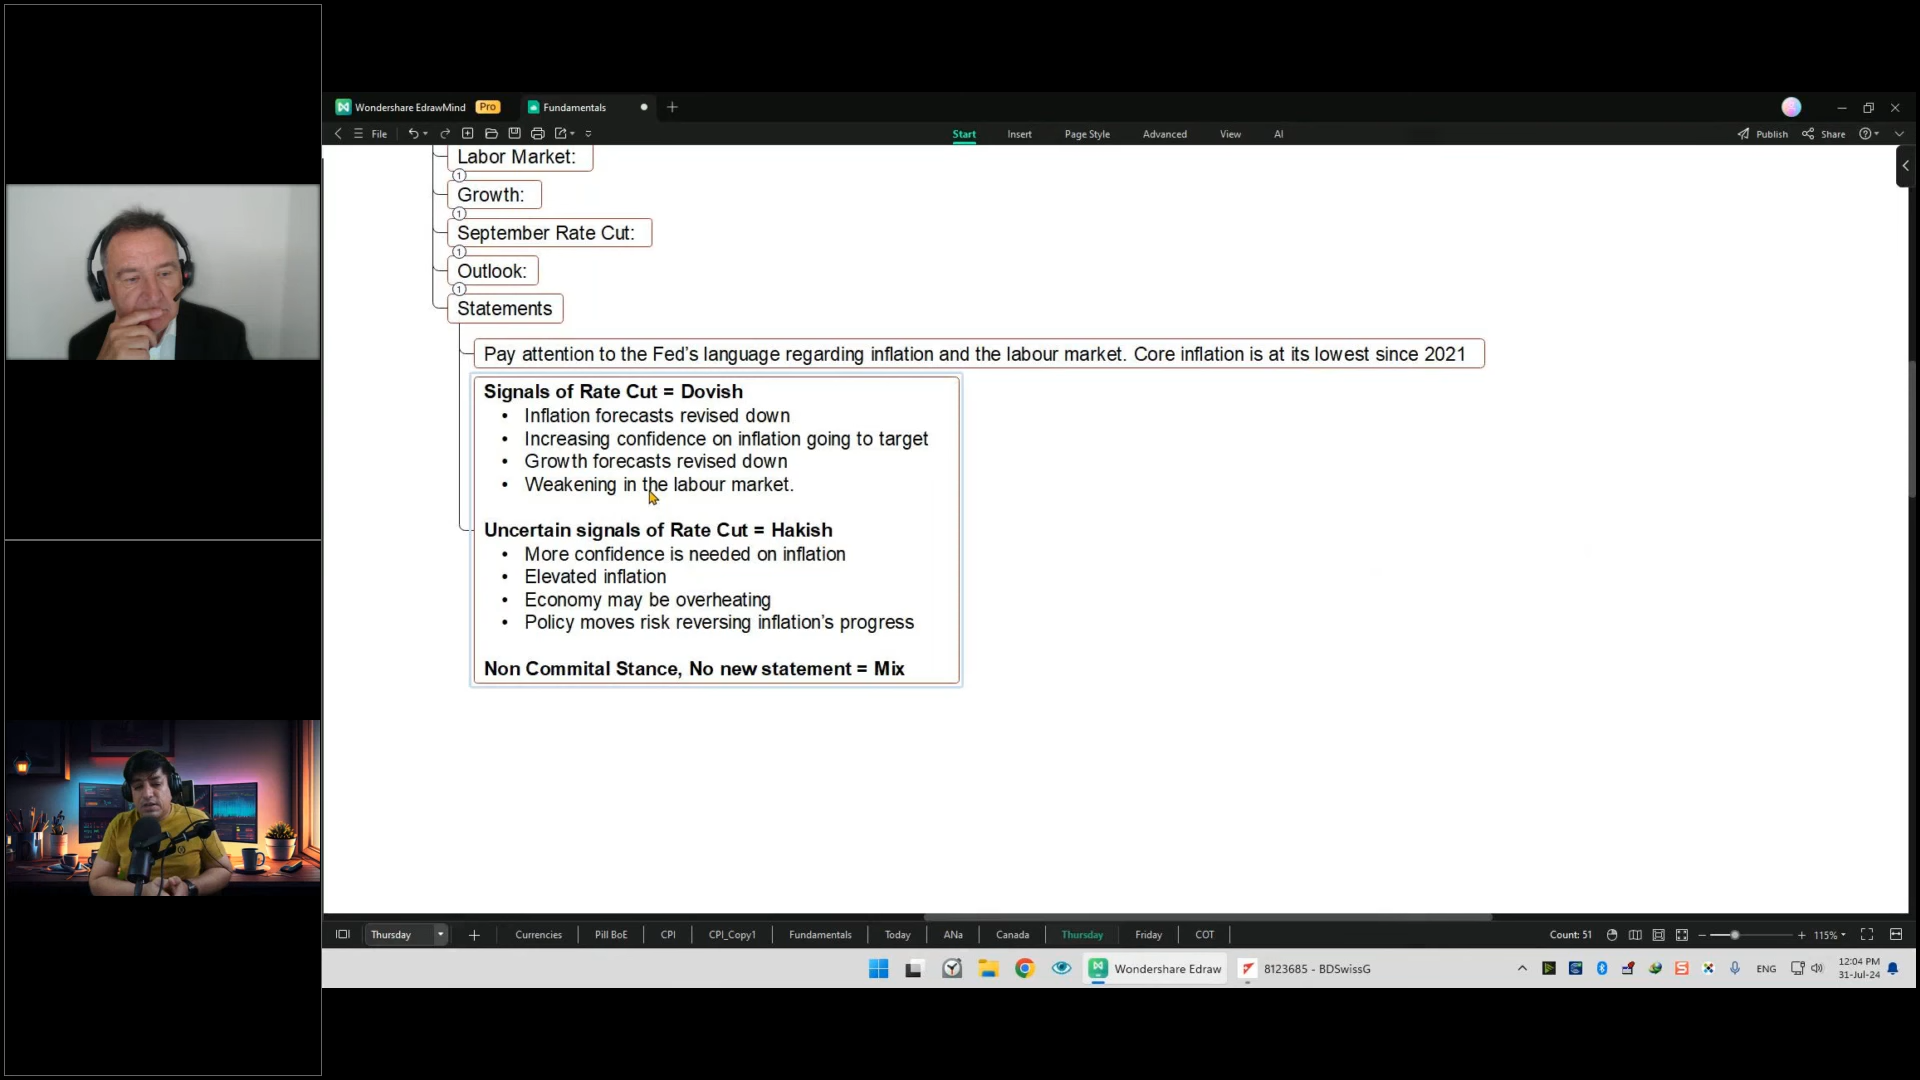 Wondershare EdrawMind Pro Fundamentals
File Start Insert Page Style Advanced View AI Publish Share
Labor Market:
1
Growth:
1
September Rate Cut:
1
Outlook:
1
Statements
Pay attention to the Fed's language regarding inflation and the labour market. Core inflation is at its lowest since 2021
Signals of Rate Cut = Dovish
• Inflation forecasts revised down
• Increasing confidence on inflation going to target
• Growth forecasts revised down
• Weakening in the labour market.
Uncertain signals of Rate Cut = Hakish
• More confidence is needed on inflation
• Elevated inflation
• Economy may be overheating
• Policy moves risk reversing inflation's progress
Non Commital Stance, No new statement = Mix
Thursday Currencies Pill BoE CPI CPI_Copy1 Fundamentals Today ANa Canada Thursday Friday COT Count: 51 115%
Wondershare Edraw 8123685 - BDSwissG ENG 12:04 PM
31-Jul-24